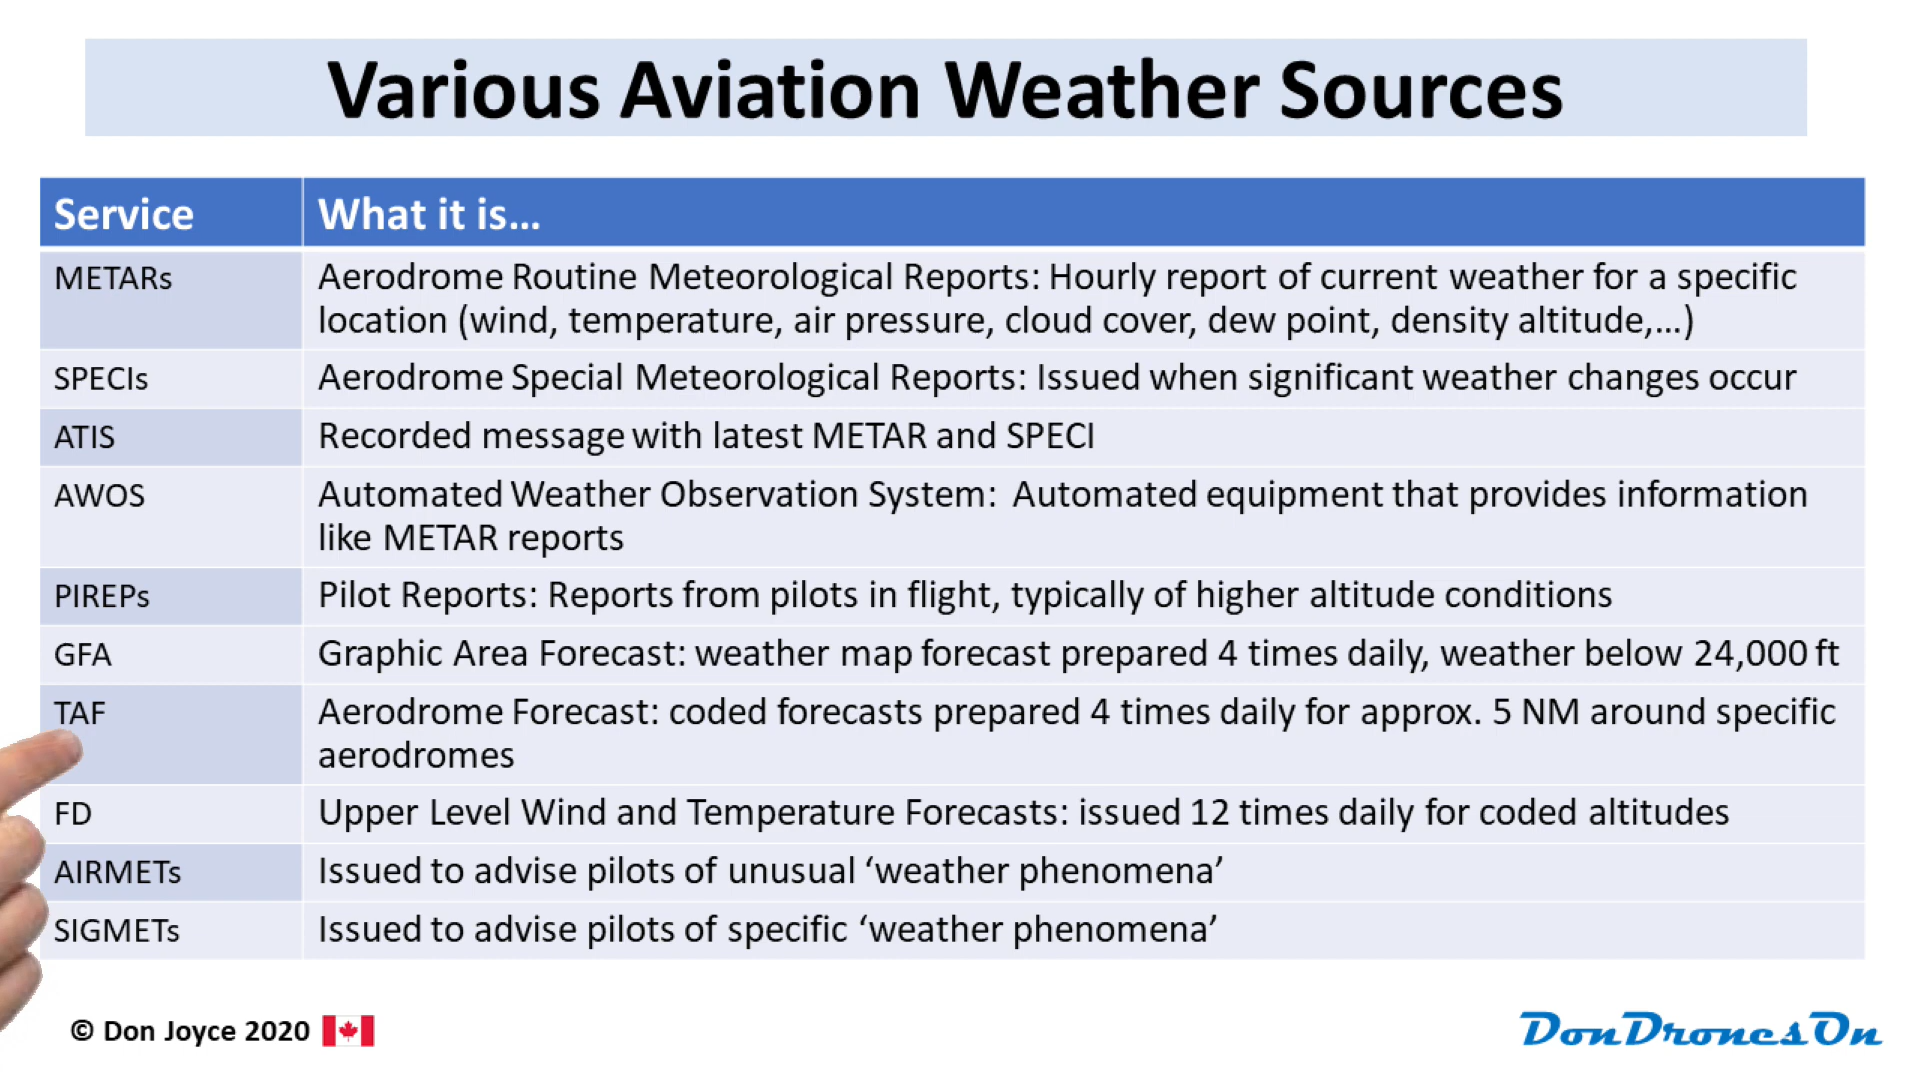 Various Aviation Weather Sources
Service What it is...
METARs Aerodrome Routine Meteorological Reports: Hourly report of current weather for a specific
location (wind, temperature, air pressure, cloud cover, dew point, density altitude,...)
SPECIs Aerodrome Special Meteorological Reports: Issued when significant weather changes occur
ATIS Recorded message with latest METAR and SPECI
AWOS Automated Weather Observation System: Automated equipment that provides information
like METAR reports
PIREPs Pilot Reports: Reports from pilots in flight, typically of higher altitude conditions
GFA Graphic Area Forecast: weather map forecast prepared 4 times daily, weather below 24,000 ft
TAF Aerodrome Forecast: coded forecasts prepared 4 times daily for approx. 5 NM around specific
aerodromes
FD Upper Level Wind and Temperature Forecasts: issued 12 times daily for coded altitudes
AIRMETs Issued to advise pilots of unusual ‘weather phenomena’
SIGMETs Issued to advise pilots of specific ‘weather phenomena’
© Don Joyce 2020
DonDronesOn